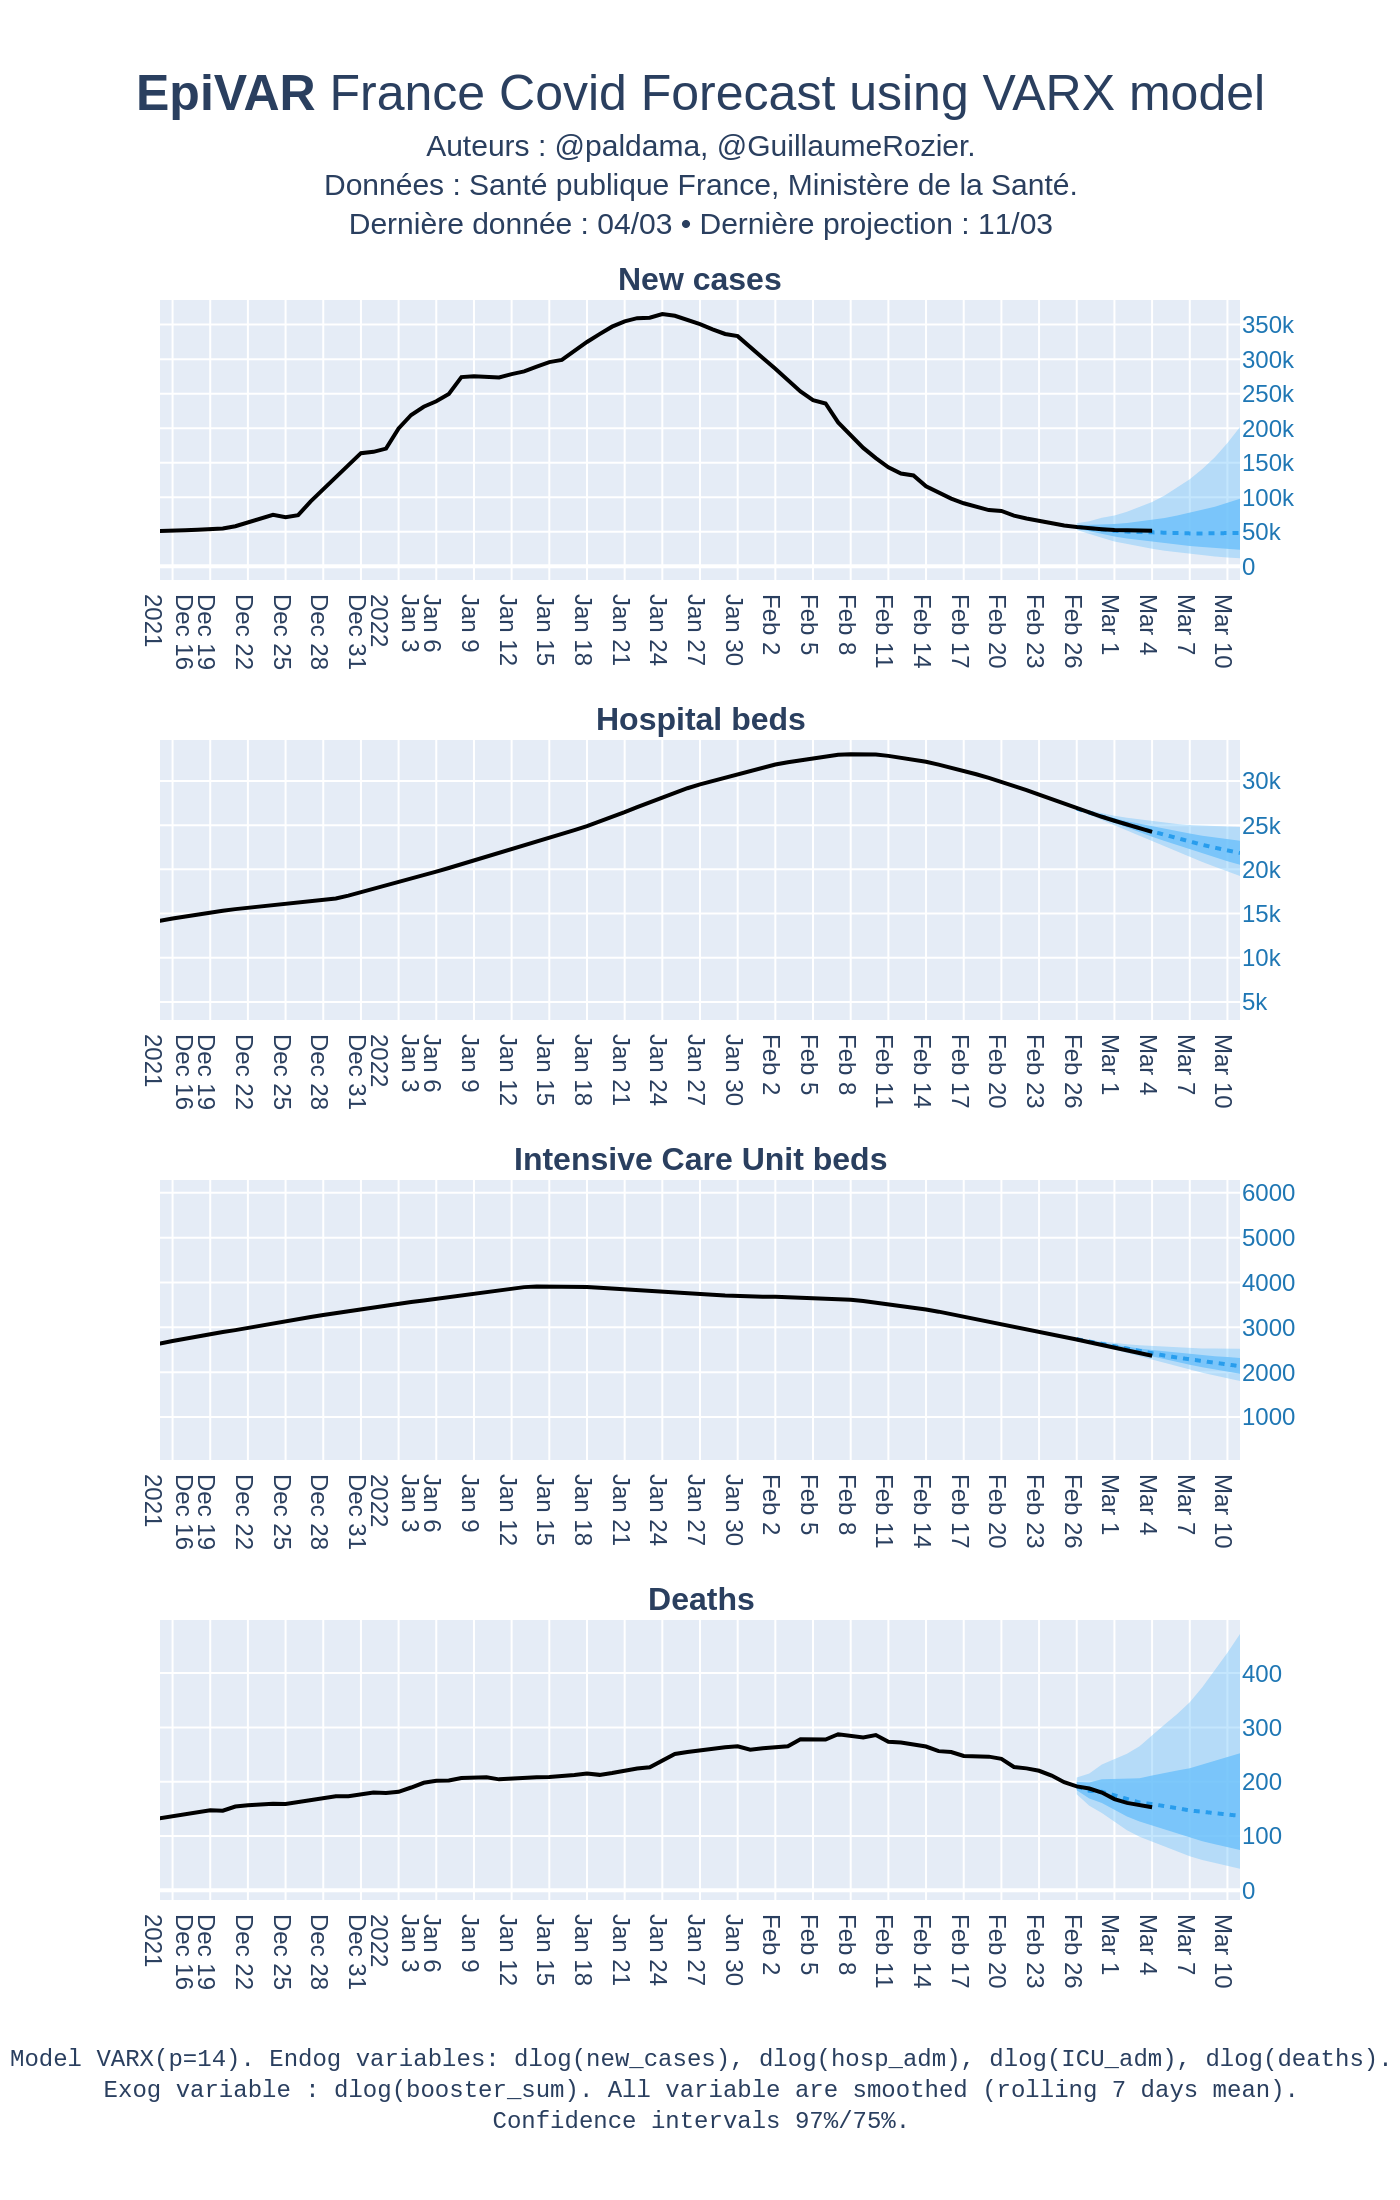 EpiVAR France Covid Forecast using VARX model
Auteurs : @paldama, @GuillaumeRozier.
Données : Santé publique France, Ministère de la Santé.
Dernière donnée : 04/03 • Dernière projection : 11/03
New cases
350k
300k
250k
200k
150k
100k
50k
0
Dec 16
2021
Dec 19
Dec 22
Dec 25
Dec 28
Dec 31
Jan 3
2022
Jan 6
Jan 9
Jan 12
Jan 15
Jan 18
Jan 21
Jan 24
Jan 27
Jan 30
Feb 2
Feb 5
Feb 8
Feb 11
Feb 14
Feb 17
Feb 20
Feb 23
Feb 26
Mar 1
Mar 4
Mar 7
Mar 10
Hospital beds
30k
25k
20k
15k
10k
5k
Dec 16
2021
Dec 19
Dec 22
Dec 25
Dec 28
Dec 31
Jan 3
2022
Jan 6
Jan 9
Jan 12
Jan 15
Jan 18
Jan 21
Jan 24
Jan 27
Jan 30
Feb 2
Feb 5
Feb 8
Feb 11
Feb 14
Feb 17
Feb 20
Feb 23
Feb 26
Mar 1
Mar 4
Mar 7
Mar 10
Intensive Care Unit beds
6000
5000
4000
3000
2000
1000
Dec 16
2021
Dec 19
Dec 22
Dec 25
Dec 28
Dec 31
Jan 3
2022
Jan 6
Jan 9
Jan 12
Jan 15
Jan 18
Jan 21
Jan 24
Jan 27
Jan 30
Feb 2
Feb 5
Feb 8
Feb 11
Feb 14
Feb 17
Feb 20
Feb 23
Feb 26
Mar 1
Mar 4
Mar 7
Mar 10
Deaths
400
300
200
100
0
Dec 16
2021
Dec 19
Dec 22
Dec 25
Dec 28
Dec 31
Jan 3
2022
Jan 6
Jan 9
Jan 12
Jan 15
Jan 18
Jan 21
Jan 24
Jan 27
Jan 30
Feb 2
Feb 5
Feb 8
Feb 11
Feb 14
Feb 17
Feb 20
Feb 23
Feb 26
Mar 1
Mar 4
Mar 7
Mar 10
Model VARX(p=14). Endog variables: dlog(new_cases), dlog(hosp_adm), dlog(ICU_adm), dlog(deaths).
Exog variable : dlog(booster_sum). All variable are smoothed (rolling 7 days mean).
Confidence intervals 97%/75%.